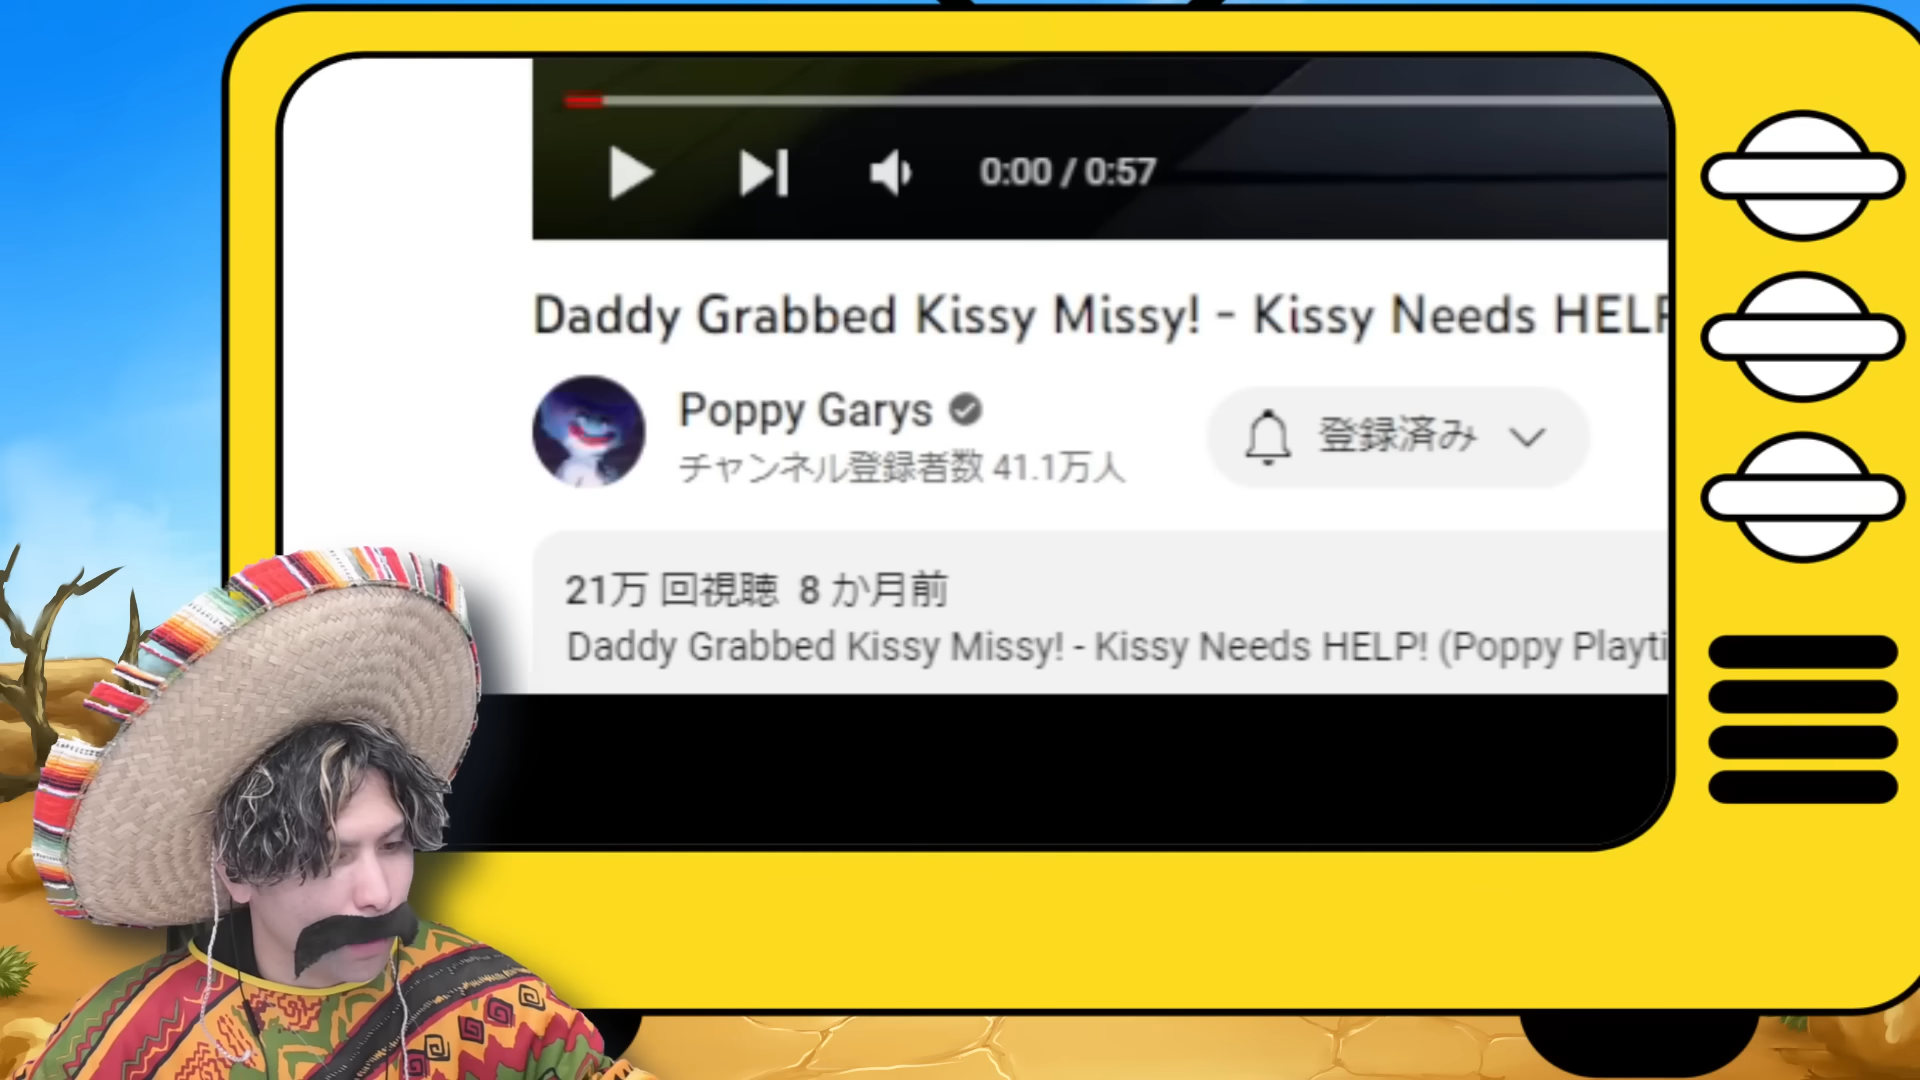 0:00 / 0:57
Daddy Grabbed Kissy Missy! - Kissy Needs HELP
Poppy Garys
チャンネル登録者数 41.1万人
登録済み
21万 回視聴 8 か月前
Daddy Grabbed Kissy Missy! - Kissy Needs HELP! (Poppy Playti